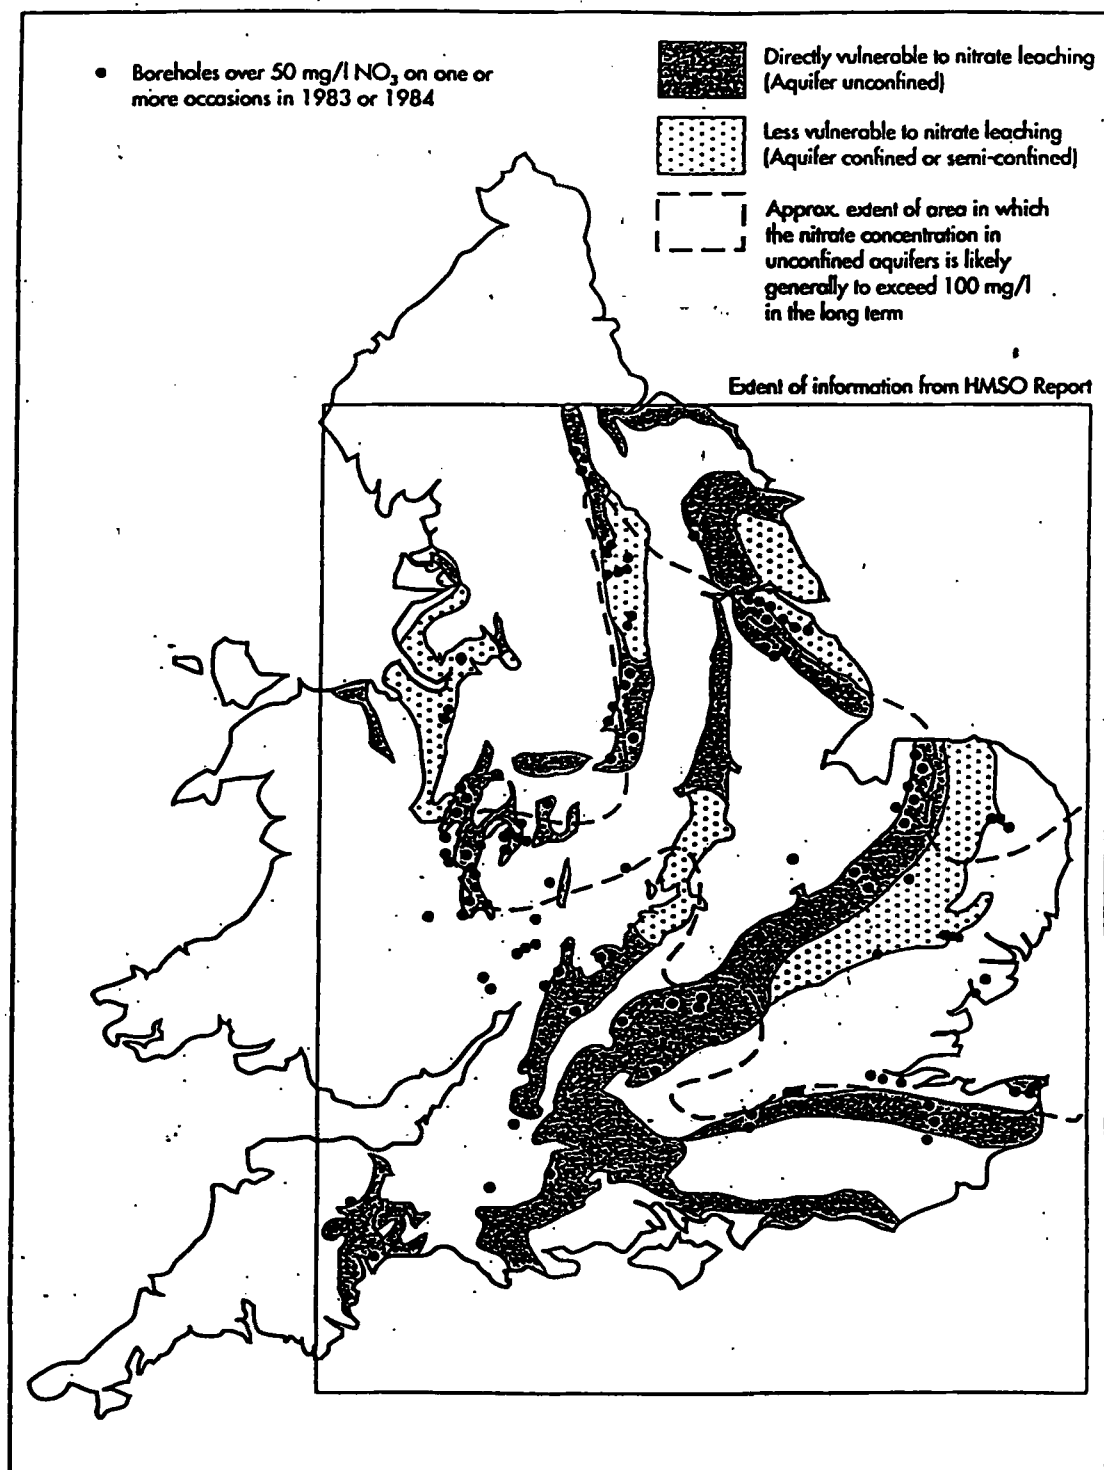 Boreholes over 50 mg/l NO₃ on one or
more occasions in 1983 or 1984
Directly vulnerable to nitrate leaching
(Aquifer unconfined)
Less vulnerable to nitrate leaching
(Aquifer confined or semi-confined)
Approx. extent of area in which
the nitrate concentration in
unconfined aquifers is likely
generally to exceed 100 mg/l
in the long term
Extent of information from HMSO Report